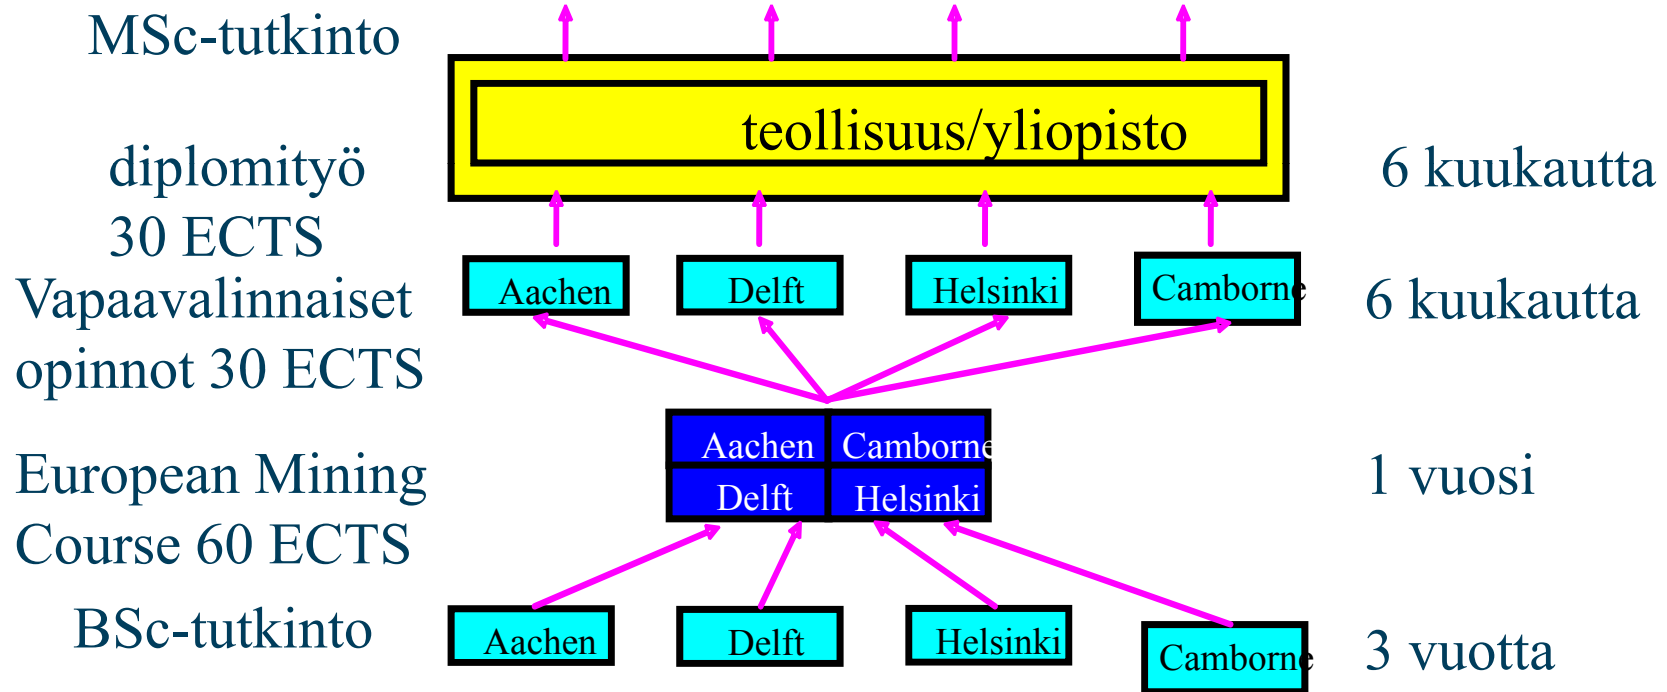 MSc-tutkinto
teollisuus/yliopisto
diplomityö
30 ECTS
6 kuukautta
Aachen Delft Helsinki Camborne
Vapaavalinnaiset
opinnot 30 ECTS
6 kuukautta
Aachen Camborne
Delft Helsinki
European Mining
Course 60 ECTS
1 vuosi
BSc-tutkinto
Aachen Delft Helsinki Camborne
3 vuotta